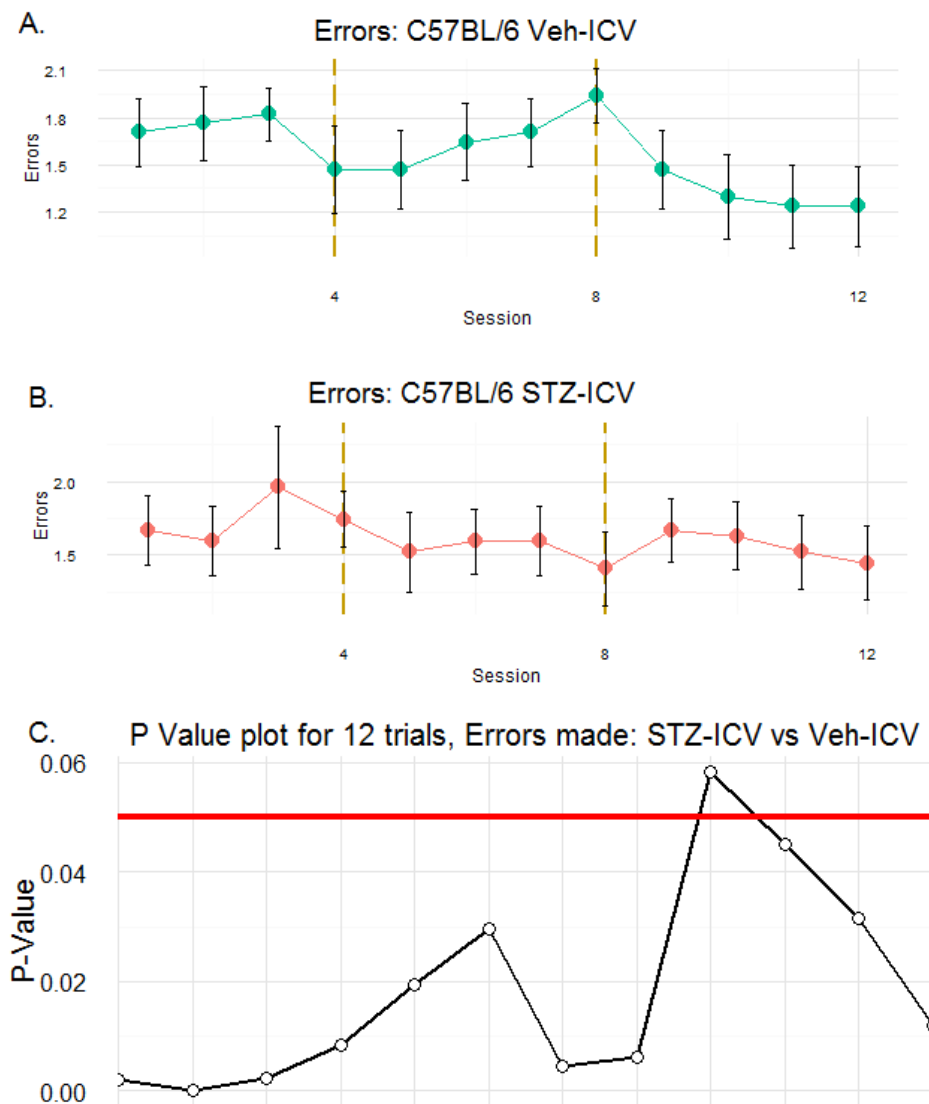 A.
Errors: C57BL/6 Veh-ICV
2.1
1.8
1.5
1.2
Errors
4 8 12
Session
B.
Errors: C57BL/6 STZ-ICV
2.0
1.5
Errors
4 8 12
Session
C.
P Value plot for 12 trials, Errors made: STZ-ICV vs Veh-ICV
0.06
0.04
0.02
0.00
P-Value